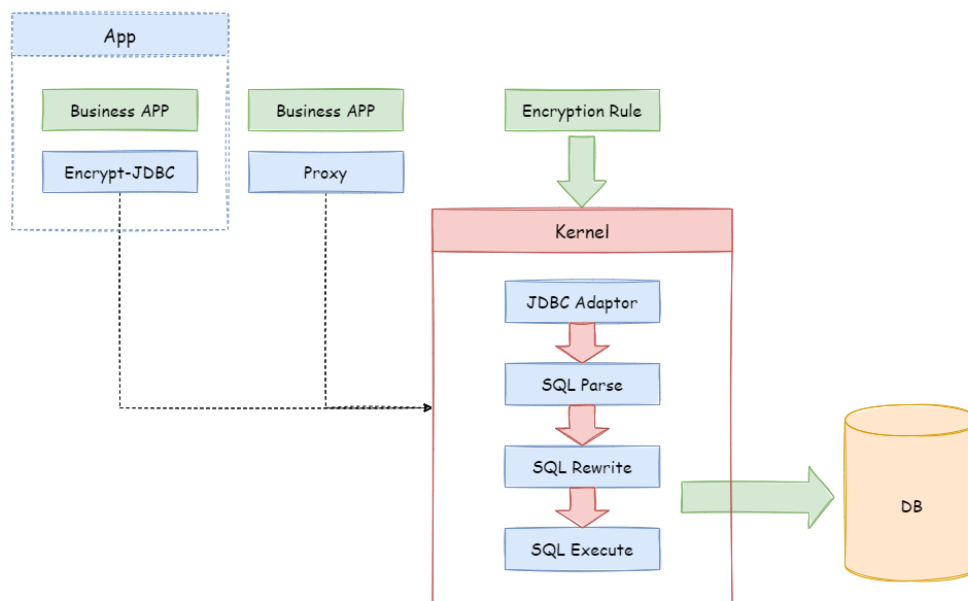 App
Business APP
Business APP
Encryption Rule
Encrypt-JDBC
Proxy
Kernel
JDBC Adaptor
SQL Parse
SQL Rewrite
DB
SQL Execute